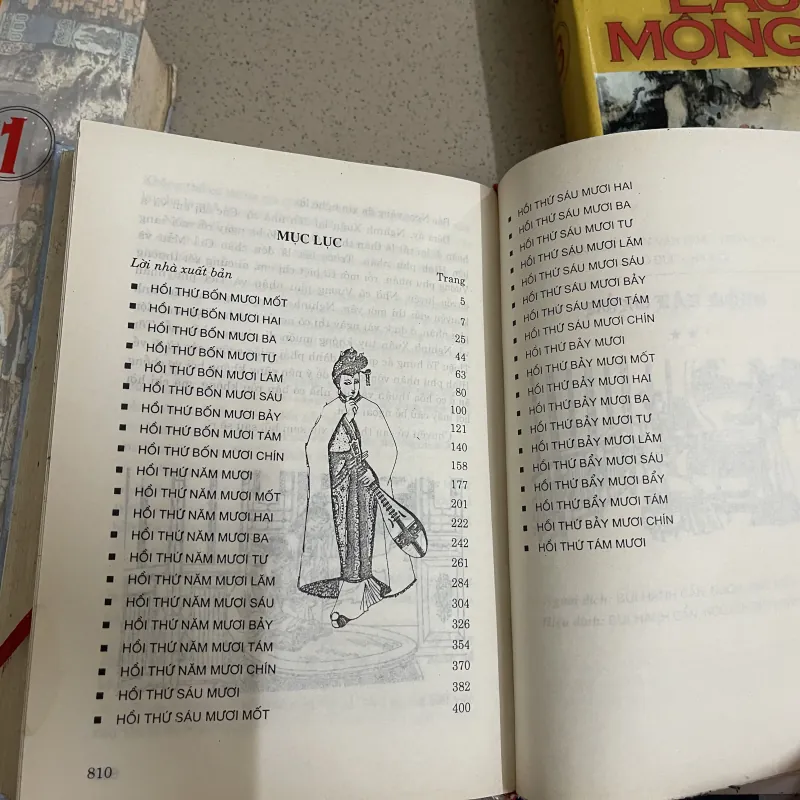 1
MỘNG
MỤC LỤC
Trang
Lời nhà xuất bản 5
■ HỒI THỨ BỐN MƯƠI MỐT 7
■ HỒI THỨ BỐN MƯƠI HAI 25
■ HỒI THỨ BỐN MƯƠI BA 44
■ HỒI THỨ BỐN MƯƠI TƯ 63
■ HỒI THỨ BỐN MƯƠI LĂM 80
■ HỒI THỨ BỐN MƯƠI SÁU 100
■ HỒI THỨ BỐN MƯƠI BẢY 121
■ HỒI THỨ BỐN MƯƠI TÁM 140
■ HỒI THỨ BỐN MƯƠI CHÍN 158
■ HỒI THỨ NĂM MƯƠI 177
■ HỒI THỨ NĂM MƯƠI MỐT 201
■ HỒI THỨ NĂM MƯƠI HAI 222
■ HỒI THỨ NĂM MƯƠI BA 242
■ HỒI THỨ NĂM MƯƠI TƯ 261
■ HỒI THỨ NĂM MƯƠI LĂM 284
■ HỒI THỨ NĂM MƯƠI SÁU 304
■ HỒI THỨ NĂM MƯƠI BẢY 326
■ HỒI THỨ NĂM MƯƠI TÁM 354
■ HỒI THỨ NĂM MƯƠI CHÍN 370
■ HỒI THỨ SÁU MƯƠI 382
■ HỒI THỨ SÁU MƯƠI MỐT 400
810
■ HỒI THỨ SÁU MƯƠI HAI
■ HỒI THỨ SÁU MƯƠI BA
■ HỒI THỨ SÁU MƯƠI TƯ
■ HỒI THỨ SÁU MƯƠI LĂM
■ HỒI THỨ SÁU MƯƠI SÁU
■ HỒI THỨ SÁU MƯƠI BẢY
■ HỒI THỨ SÁU MƯƠI TÁM
■ HỒI THỨ SÁU MƯƠI CHÍN
■ HỒI THỨ BẢY MƯƠI
■ HỒI THỨ BẢY MƯƠI MỐT
■ HỒI THỨ BẢY MƯƠI HAI
■ HỒI THỨ BẢY MƯƠI BA
■ HỒI THỨ BẢY MƯƠI TƯ
■ HỒI THỨ BẢY MƯƠI LĂM
■ HỒI THỨ BẨY MƯƠI SÁU
■ HỒI THỨ BẨY MƯƠI BẨY
■ HỒI THỨ BẨY MƯƠI TÁM
■ HỒI THỨ BẢY MƯƠI CHÍN
■ HỒI THỨ TÁM MƯƠI